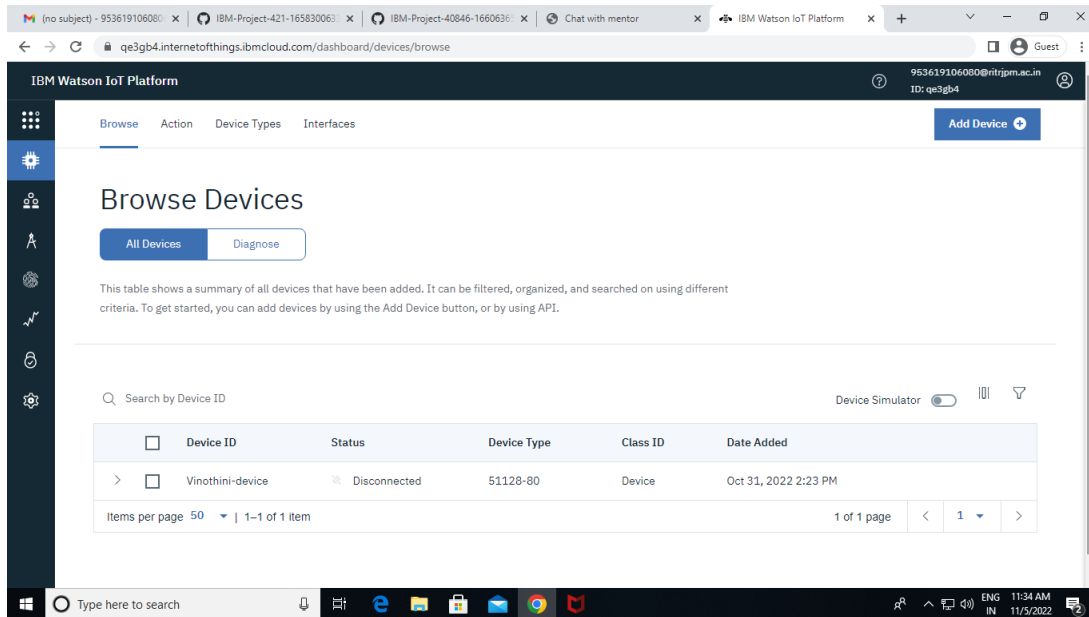 (no subject) - 95361910608
IBM-Project-421-16583006
IBM-Project-40846-1660636
Chat with mentor
IBM Watson IoT Platform
qe3gb4.internetofthings.ibmcloud.com/dashboard/devices/browse
Guest
IBM Watson IoT Platform
953619106080@ritrjpm.ac.in
ID: qe3gb4
Browse Action Device Types Interfaces
Add Device
Browse Devices
All Devices Diagnose
This table shows a summary of all devices that have been added. It can be filtered, organized, and searched on using different
criteria. To get started, you can add devices by using the Add Device button, or by using API.
Search by Device ID
Device Simulator
Device ID Status Device Type Class ID Date Added
Vinothini-device Disconnected 51128-80 Device Oct 31, 2022 2:23 PM
Items per page 50 | 1–1 of 1 item
1 of 1 page
1
Type here to search
ENG 11:34 AM
IN 11/5/2022
2